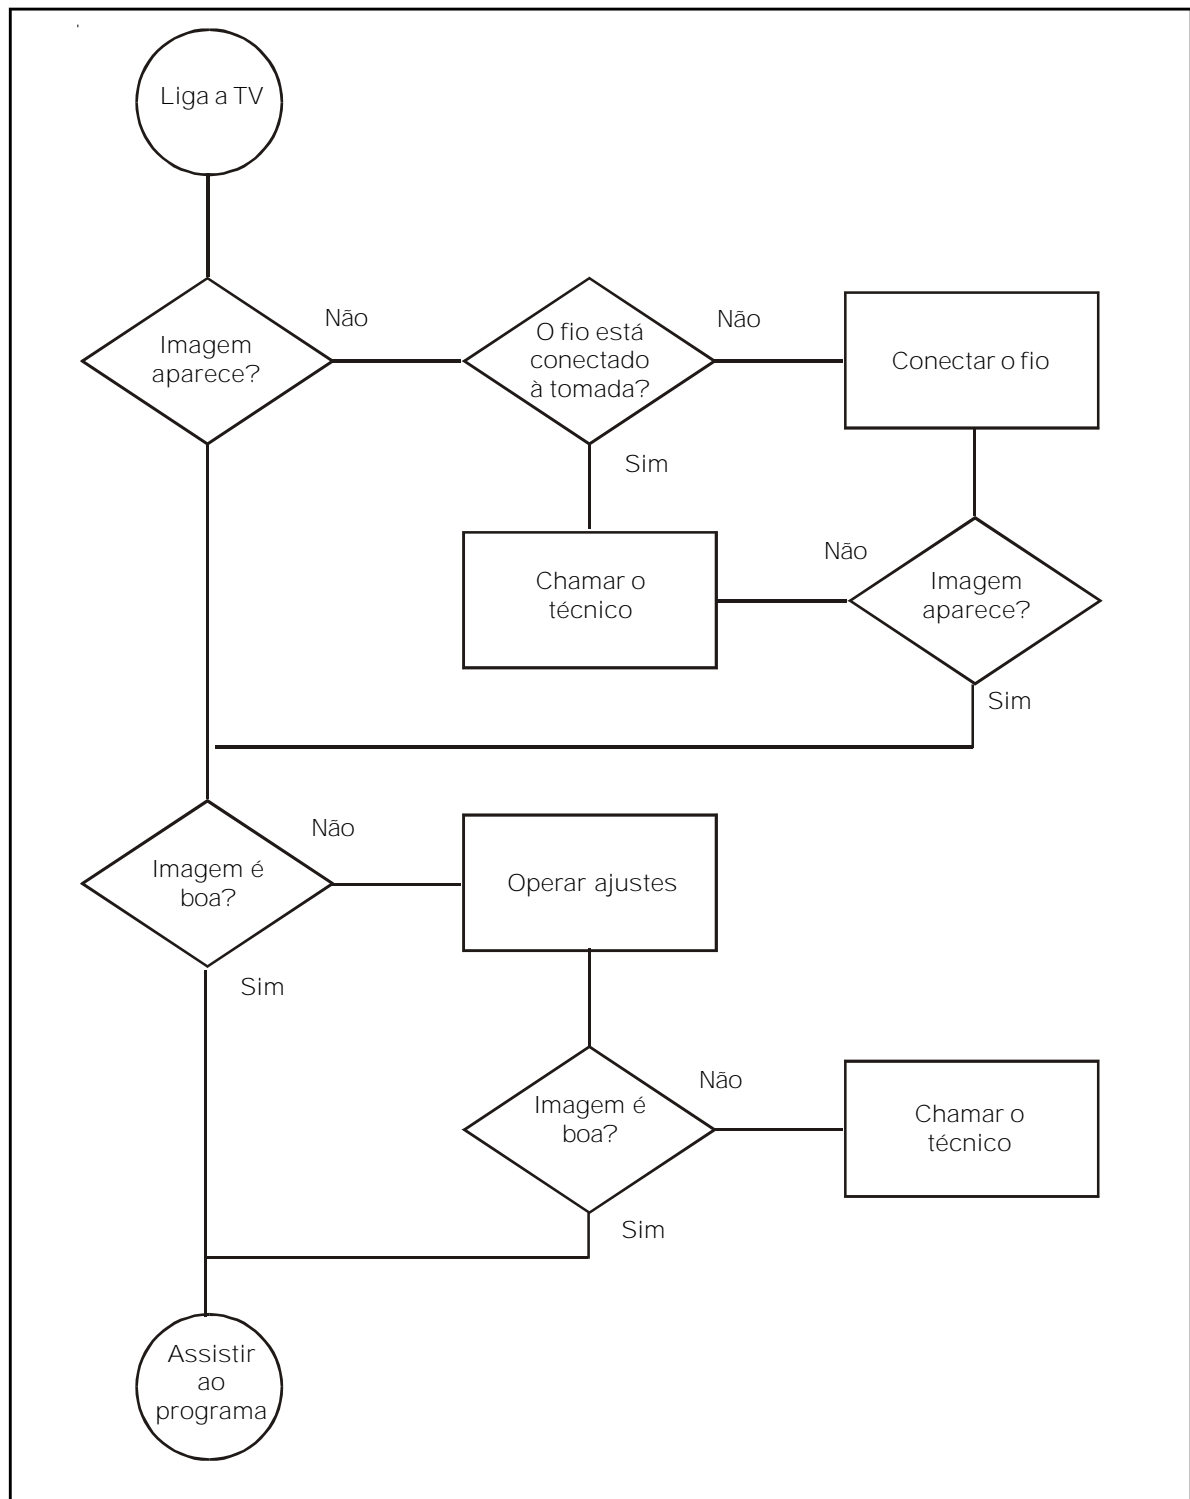 Liga a TV
Imagem
aparece?
Não
O fio está
conectado
à tomada?
Não
Conectar o fio
Sim
Chamar o
técnico
Não
Imagem
aparece?
Sim
Imagem é
boa?
Não
Operar ajustes
Sim
Imagem é
boa?
Não
Chamar o
técnico
Sim
Assistir
ao
programa